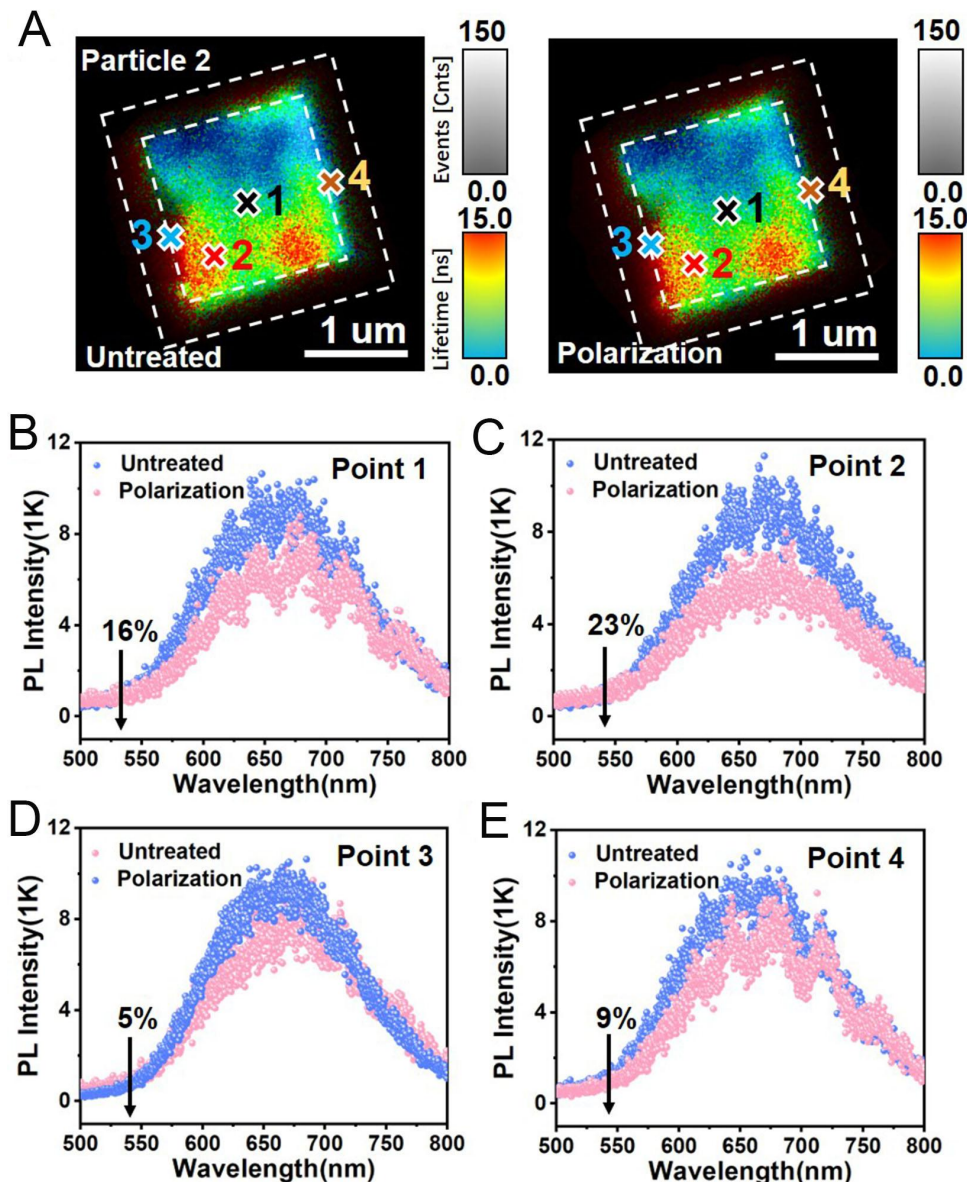 A
Particle 2
1
2
3
4
Untreated
1 um
Events [Cnts]
150
0.0
Lifetime [ns]
15.0
0.0
1
2
3
4
Polarization
1 um
150
0.0
15.0
0.0
B
PL Intensity(1K)
12
8
4
0
Untreated
Polarization
Point 1
16%
500 550 600 650 700 750 800
Wavelength(nm)
C
PL Intensity(1K)
12
8
4
0
Untreated
Polarization
Point 2
23%
500 550 600 650 700 750 800
Wavelength(nm)
D
PL Intensity(1K)
12
8
4
0
Untreated
Polarization
Point 3
5%
500 550 600 650 700 750 800
Wavelength(nm)
E
PL Intensity(1K)
12
8
4
0
Untreated
Polarization
Point 4
9%
500 550 600 650 700 750 800
Wavelength(nm)